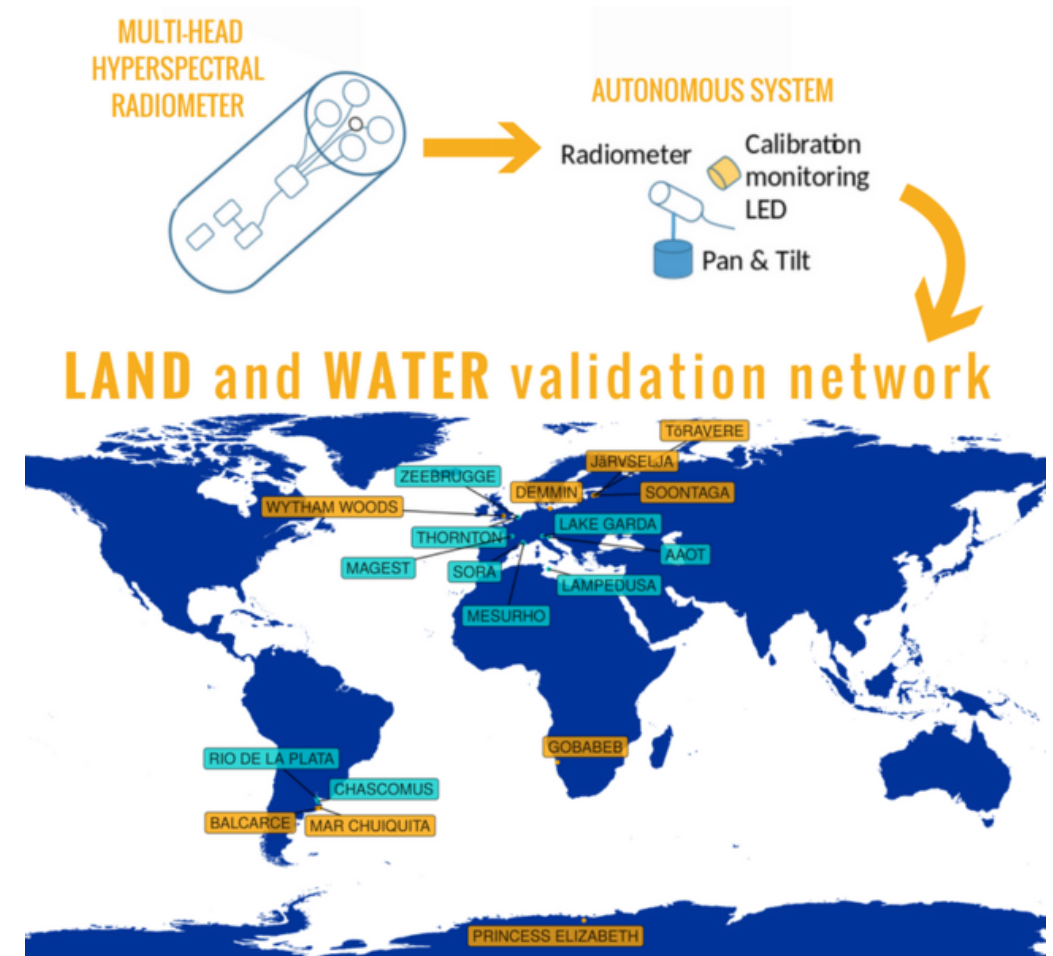 MULTI-HEAD
HYPERSPECTRAL
RADIOMETER
AUTONOMOUS SYSTEM
Radiometer
Calibration
monitoring
LED
Pan & Tilt
LAND and WATER validation network
TõRAVERE
JäRVSELJA
ZEEBRUGGE
DEMMIN
SOONTAGA
WYTHAM WOODS
LAKE GARDA
THORNTON
AAOT
MAGEST
SORA
LAMPEDUSA
MESURHO
GOBABEB
RIO DE LA PLATA
CHASCOMUS
BALCARCE
MAR CHUIQUITA
PRINCESS ELIZABETH